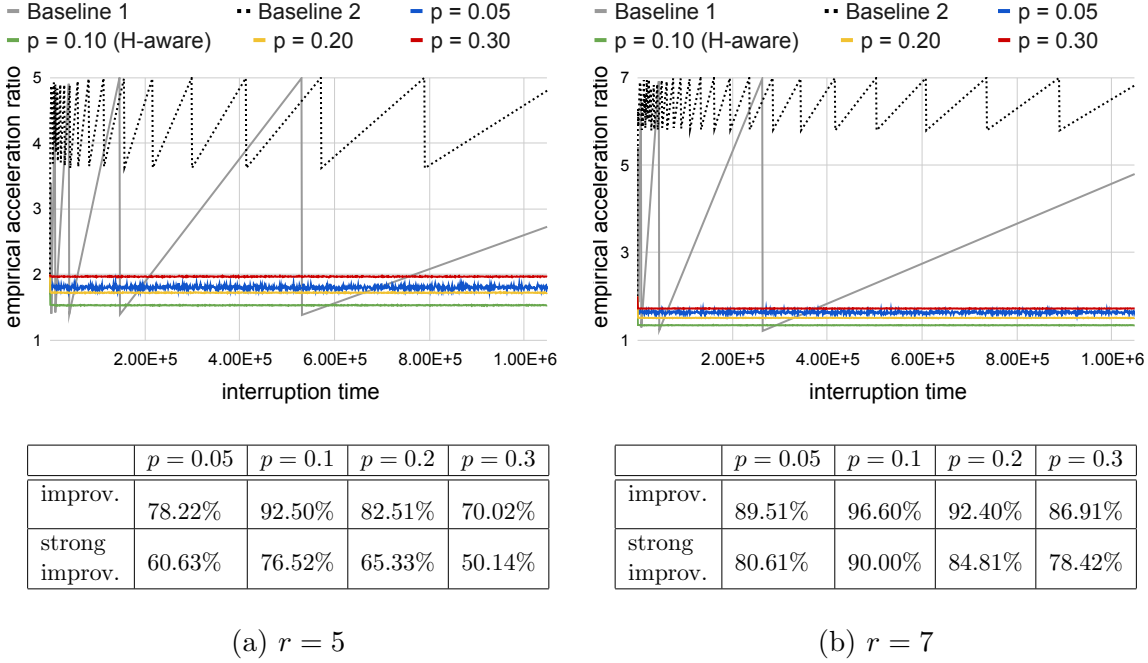 Baseline 1 Baseline 2 p = 0.05
p = 0.10 (H-aware) p = 0.20 p = 0.30
empirical acceleration ratio
5
4
3
2
1
2.00E+5 4.00E+5 6.00E+5 8.00E+5 1.00E+6
interruption time
p = 0.05 p = 0.1 p = 0.2 p = 0.3
improv. 78.22% 92.50% 82.51% 70.02%
strong improv. 60.63% 76.52% 65.33% 50.14%
(a) r = 5
Baseline 1 Baseline 2 p = 0.05
p = 0.10 (H-aware) p = 0.20 p = 0.30
empirical acceleration ratio
7
5
3
1
2.00E+5 4.00E+5 6.00E+5 8.00E+5 1.00E+6
interruption time
p = 0.05 p = 0.1 p = 0.2 p = 0.3
improv. 89.51% 96.60% 92.40% 86.91%
strong improv. 80.61% 90.00% 84.81% 78.42%
(b) r = 7